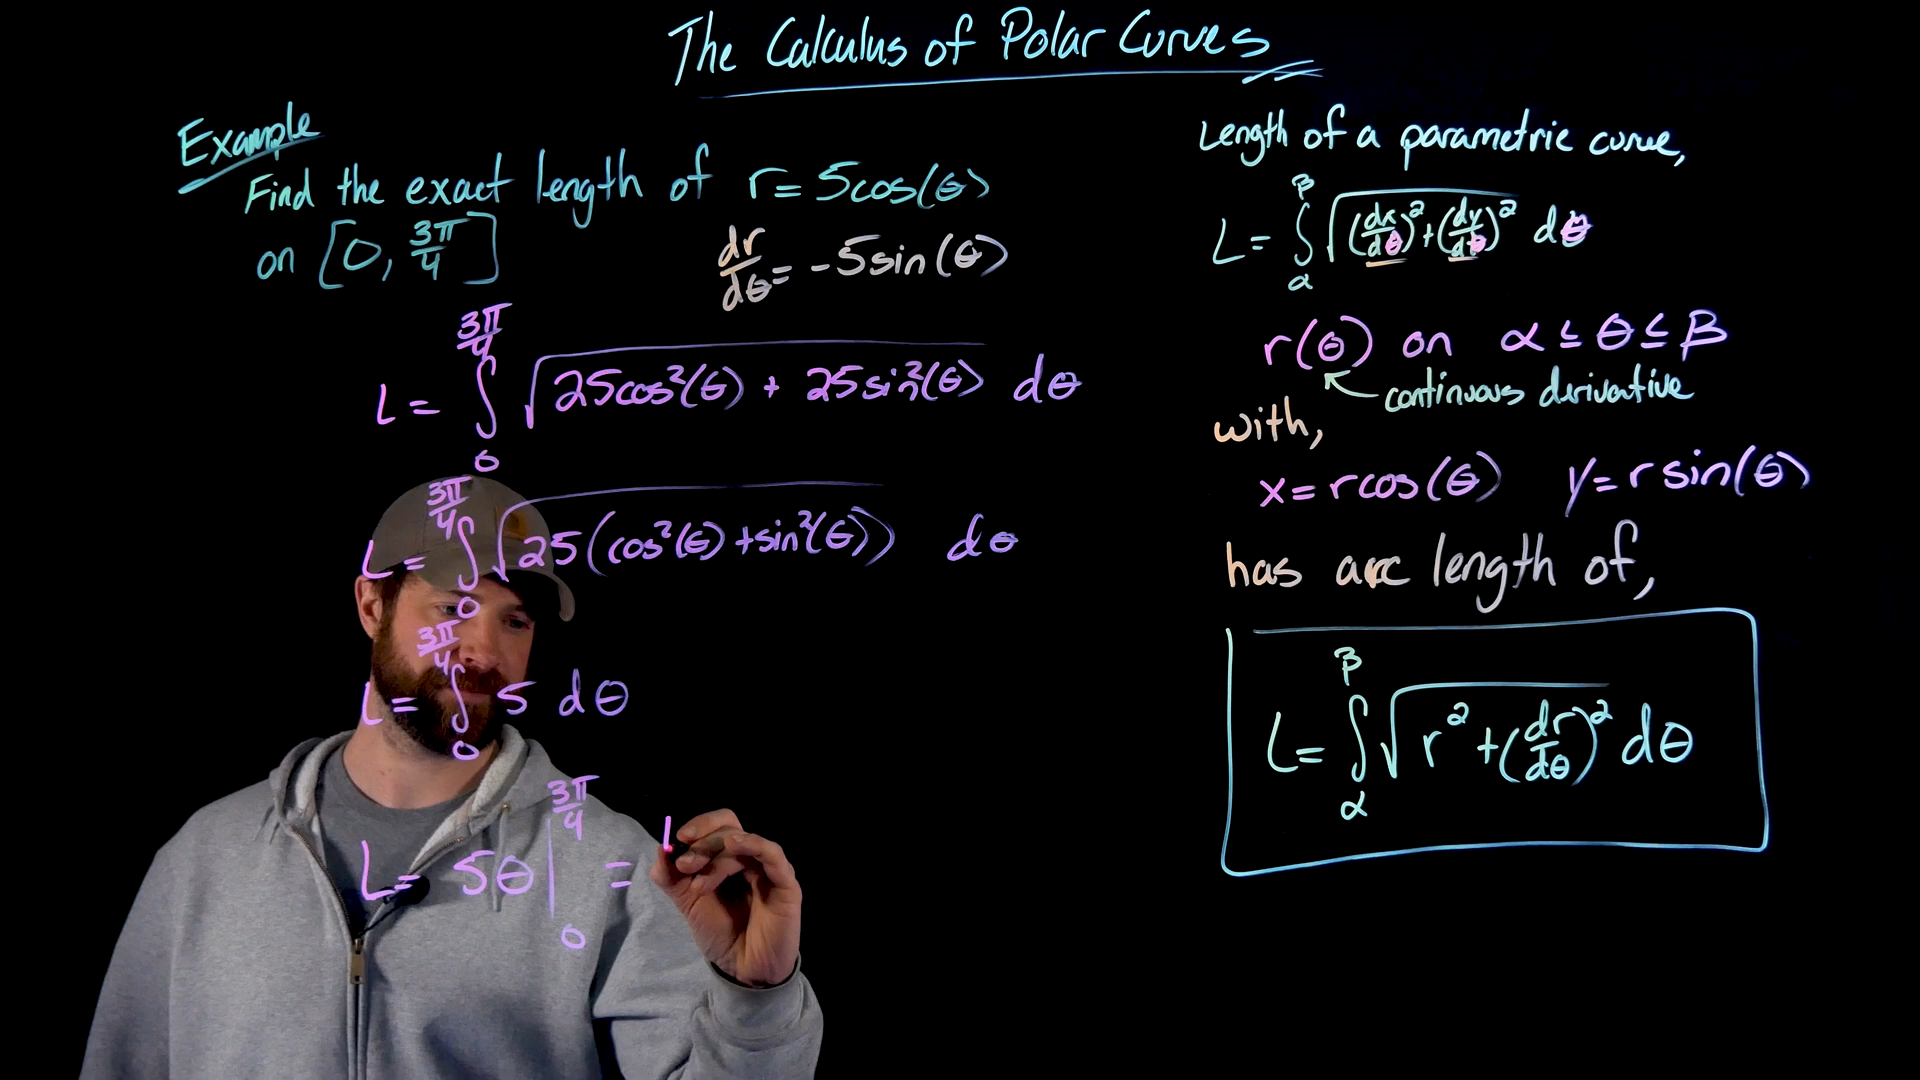 The Calculus of Polar Curves
Example
Find the exact length of r = 5cos(θ)
on [0, 3π/4]
dr/dθ = -5sin(θ)
L = ∫₀^{3π/4} √(25cos²(θ) + 25sin²(θ)) dθ
L = ∫₀^{3π/4} √(25(cos²(θ) + sin²(θ))) dθ
L = ∫₀^{3π/4} 5 dθ
L = 5θ |₀^{3π/4} =
Length of a parametric curve,
L = ∫_α^β √((dx/dθ)² + (dy/dθ)²) dθ
r(θ) on α ≤ θ ≤ β
continuous derivative
with,
x = rcos(θ) y = rsin(θ)
has arc length of,
L = ∫_α^β √(r² + (dr/dθ)²) dθ